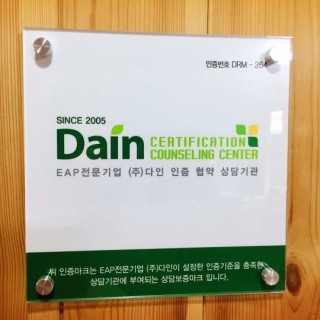 인증번호 DRM - 264
SINCE 2005
Dain CERTIFICATION
COUNSELING CENTER
EAP전문기업 (주)다인 인증 협약 상담기관
위 인증마크는 EAP전문기업 (주)다인이 설정한 인증기준을 충족한
상담기관에 부여되는 상담보증마크 입니다.